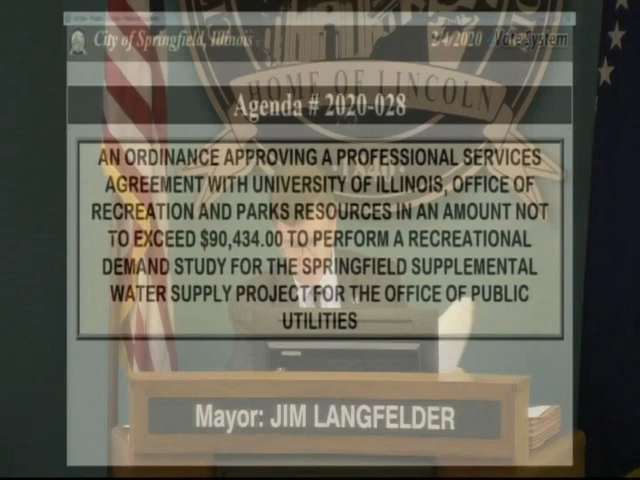 City of Springfield, Illinois
2/4/2020 Vote System
HOME OF LINCOLN
Agenda # 2020-028
AN ORDINANCE APPROVING A PROFESSIONAL SERVICES
AGREEMENT WITH UNIVERSITY OF ILLINOIS, OFFICE OF
RECREATION AND PARKS RESOURCES IN AN AMOUNT NOT
TO EXCEED $90,434.00 TO PERFORM A RECREATIONAL
DEMAND STUDY FOR THE SPRINGFIELD SUPPLEMENTAL
WATER SUPPLY PROJECT FOR THE OFFICE OF PUBLIC
UTILITIES
Mayor: JIM LANGFELDER